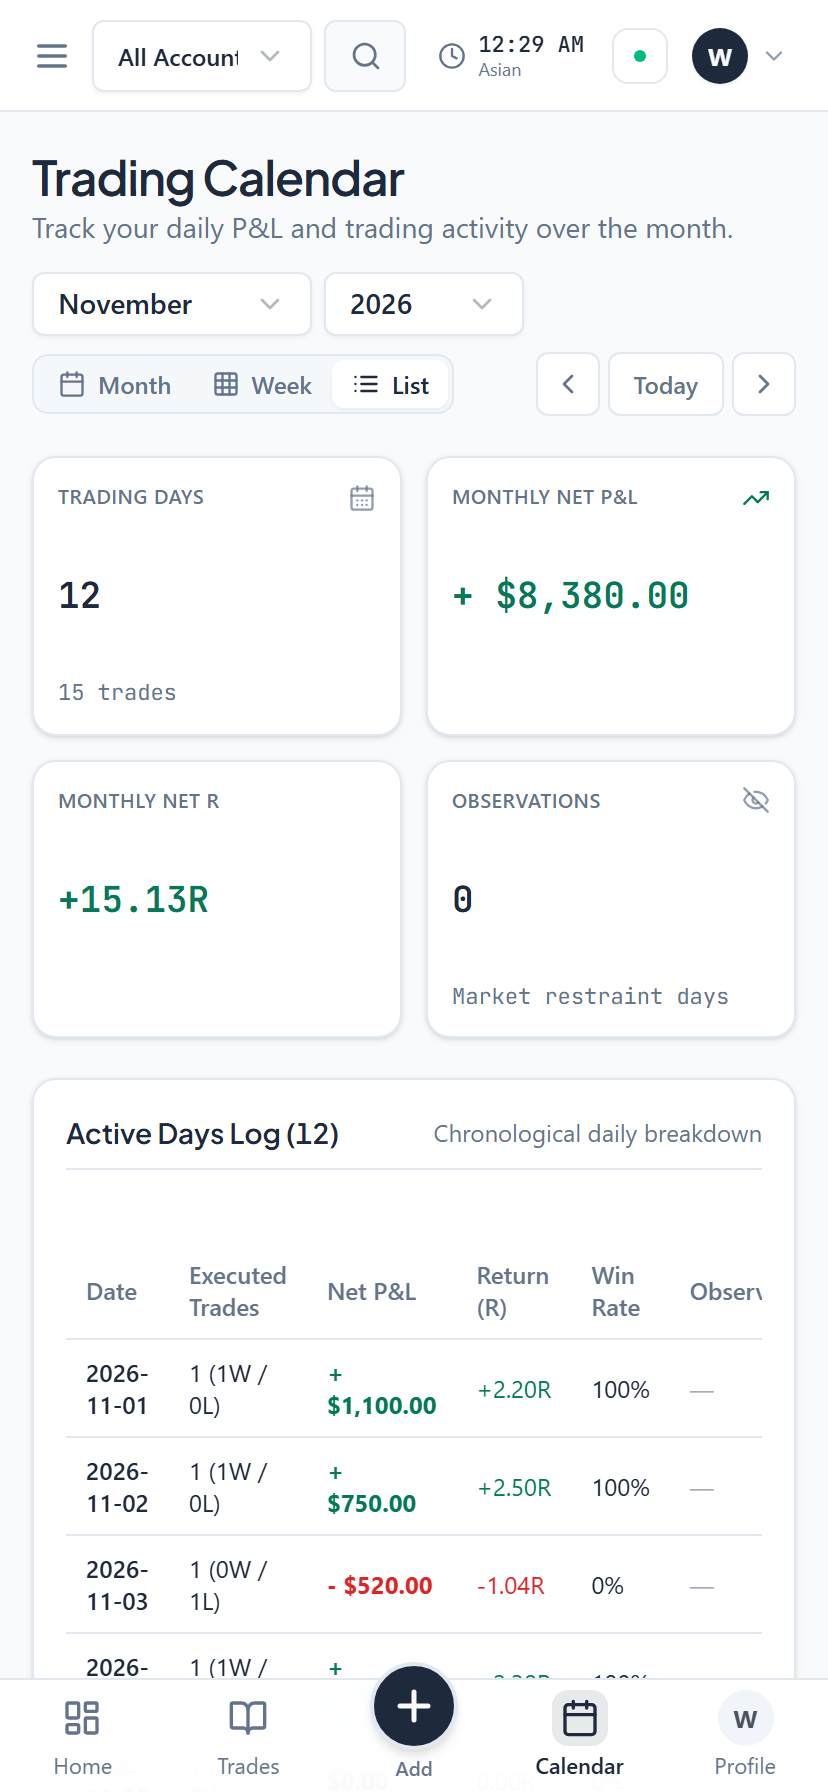 All Account
12:29 AM
Asian
W
Trading Calendar
Track your daily P&L and trading activity over the month.
November
2026
Month
Week
List
Today
TRADING DAYS
12
15 trades
MONTHLY NET P&L
+ $8,380.00
MONTHLY NET R
+15.13R
OBSERVATIONS
0
Market restraint days
Active Days Log (12)
Chronological daily breakdown
Date
Executed
Trades
Net P&L
Return
(R)
Win
Rate
Observ
2026-
11-01
1 (1W /
0L)
+
$1,100.00
+2.20R
100%
—
2026-
11-02
1 (1W /
0L)
+
$750.00
+2.50R
100%
—
2026-
11-03
1 (0W /
1L)
- $520.00
-1.04R
0%
—
2026-
1 (1W /
+
Home
Trades
Add
Calendar
W
Profile